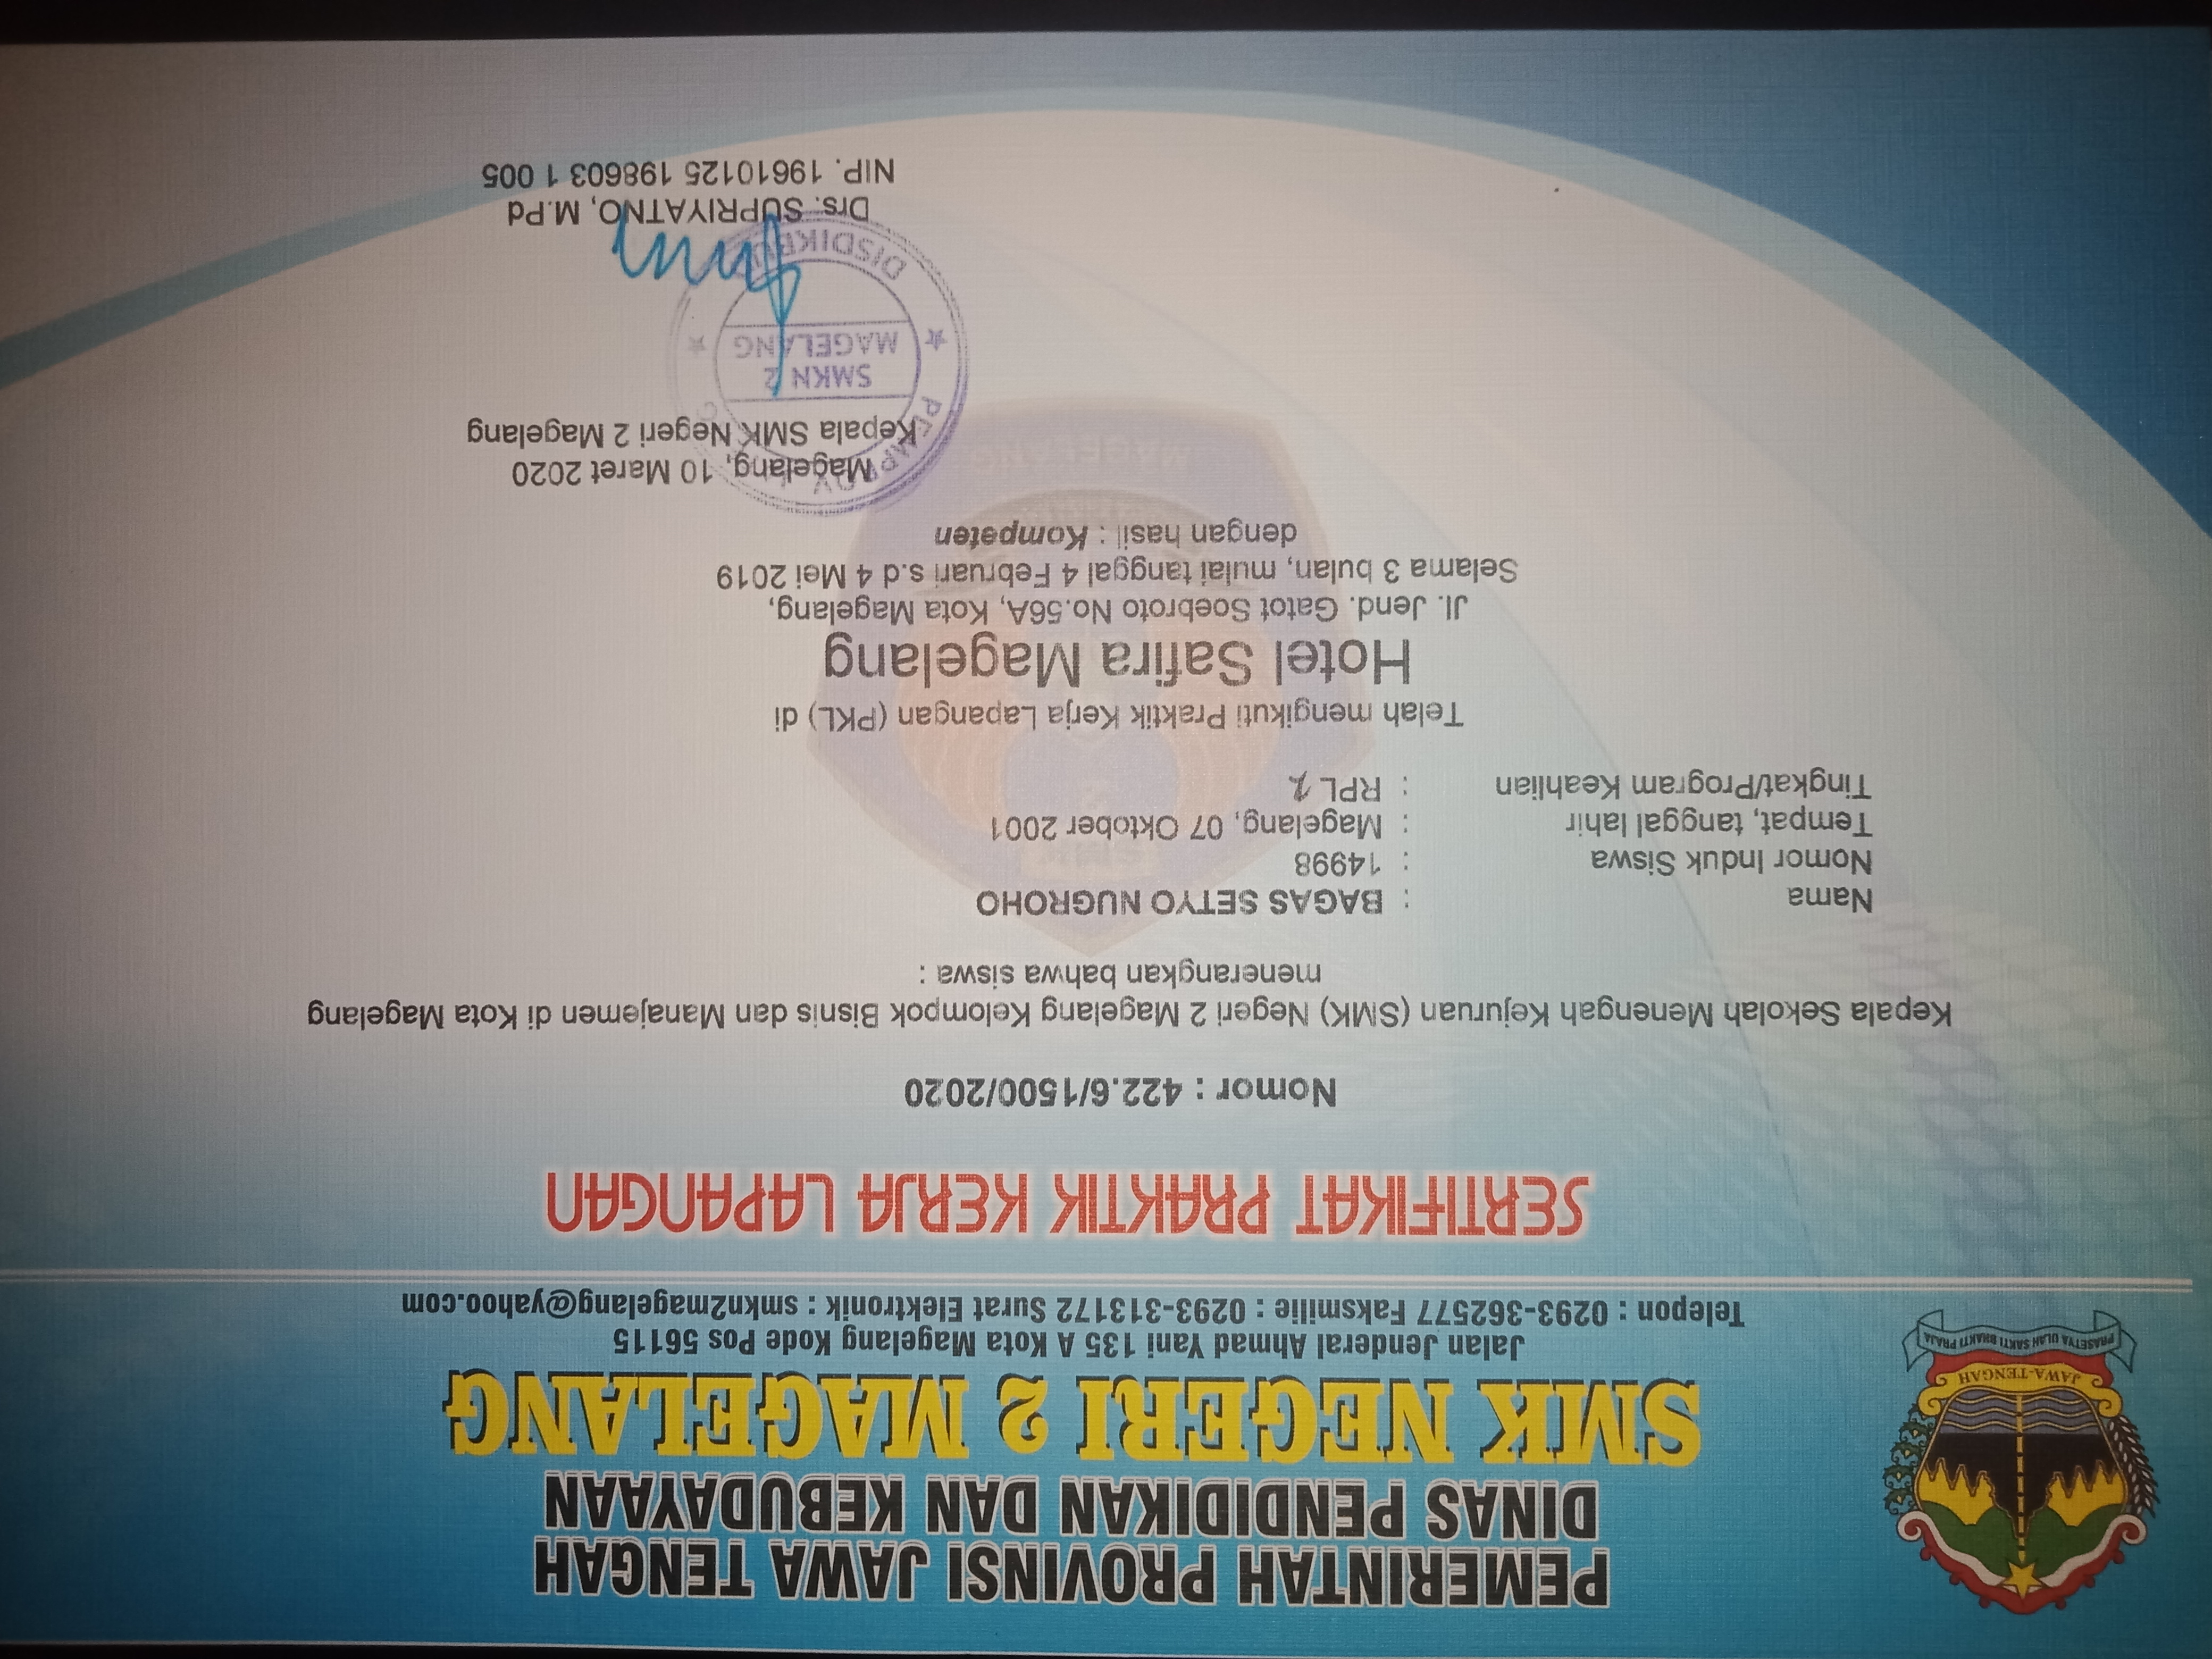 PEMERINTAH PROVINSI JAWA TENGAH
DINAS PENDIDIKAN DAN KEBUDAYAAN
SMK NEGERI 2 MAGELANG
Jalan Jenderal Ahmad Yani 135 A Kota Magelang Kode Pos 56115
Telepon : 0293-362577 Faksmilie : 0293-313172 Surat Elektronik : smkn2magelang@yahoo.com
JAWA-TENGAH
PRASETYA ULAH SAKTI BHAKTI PRAJA
SERTIFIKAT PRAKTIK KERJA LAPANGAN
Nomor : 422.6/1500/2020
Kepala Sekolah Menengah Kejuruan (SMK) Negeri 2 Magelang Kelompok Bisnis dan Manajemen di Kota Magelang
menerangkan bahwa siswa :
Nama : BAGAS SETYO NUGROHO
Nomor Induk Siswa : 14998
Tempat, tanggal lahir : Magelang, 07 Oktober 2001
Tingkat/Program Keahlian : RPL
Telah mengikuti Praktik Kerja Lapangan (PKL) di
Hotel Safira Magelang
Jl. Jend. Gatot Soebroto No.56A, Kota Magelang,
Selama 3 bulan, mulai tanggal 4 Februari s.d 4 Mei 2019
dengan hasil : Kompeten
Magelang, 10 Maret 2020
Kepala SMK Negeri 2 Magelang
SMKN 2
MAGELANG
Drs. SUPRIYATNO, M.Pd
NIP. 19610125 198603 1 005